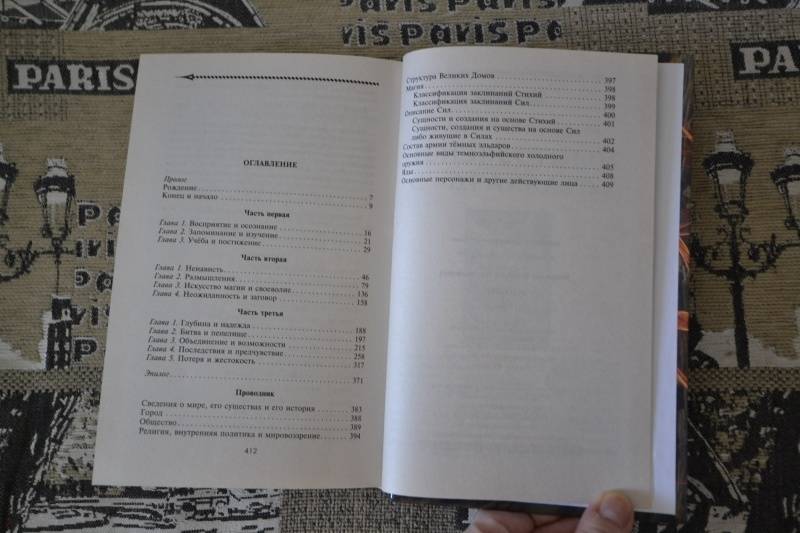 PARIS
PARIS
PARIS PARIS
ris Paris Pa
PARIS
ОГЛАВЛЕНИЕ
Пролог
Рождение 7
Конец и начало 9
Часть первая
Глава 1. Восприятие и осознание 16
Глава 2. Запоминание и изучение 21
Глава 3. Учёба и постижение 29
Часть вторая
Глава 1. Ненависть 46
Глава 2. Размышления 79
Глава 3. Искусство магии и своеволие 136
Глава 4. Неожиданность и заговор 158
Часть третья
Глава 1. Глубина и надежда 188
Глава 2. Битва и пепелище 197
Глава 3. Объединение и возможности 215
Глава 4. Последствия и предчувствие 258
Глава 5. Потеря и жестокость 317
Эпилог 371
Проводник
Сведения о мире, его существах и его история 383
Город 388
Общество 389
Религия, внутренняя политика и мировоззрение 394
412
Структура Великих Домов 397
Магия 398
Классификация заклинаний Стихий 398
Классификация заклинаний Сил 399
Описание Сил 400
Сущности и создания на основе Стихий 401
Сущности, создания и существа на основе Сил
либо живущие в Силах 402
Состав армии тёмных эльдаров 404
Основные виды темноэльфийского холодного
оружия 405
Яды 408
Основные персонажи и другие действующие лица 409